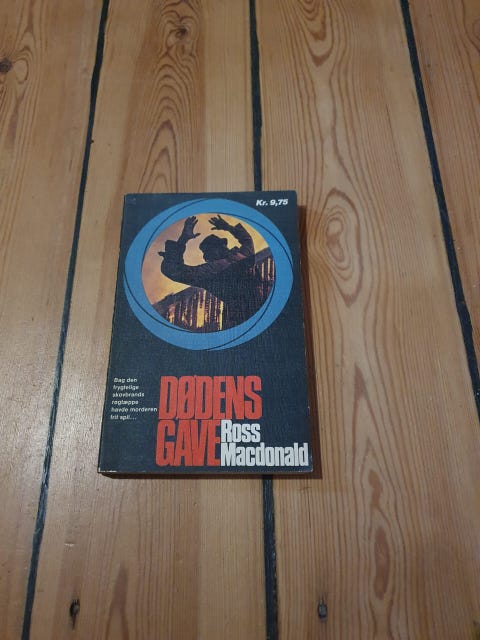 Kr. 9,75
Bag den
frygtelige
skovbrands
røgtæppe
havde morderen
frit spil...
DØDENS
GAVE
Ross
Macdonald